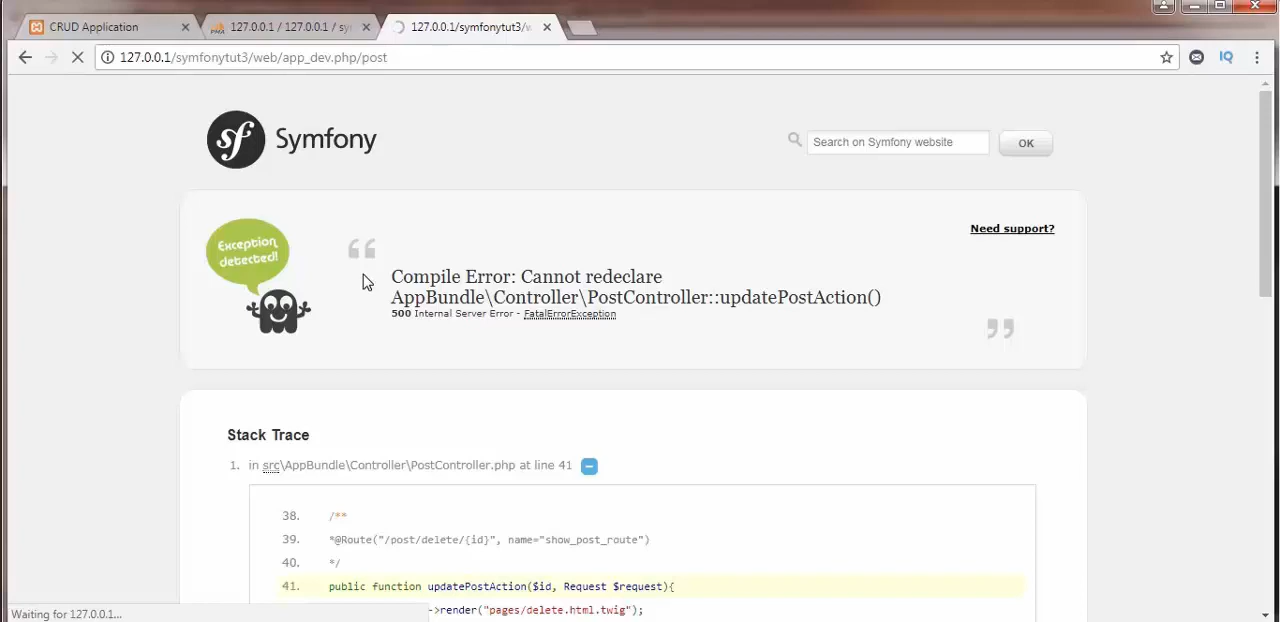 CRUD Application
127.0.0.1 / 127.0.0.1 / sy
127.0.0.1/symfonytut3/w
127.0.0.1/symfonytut3/web/app_dev.php/post
IQ
sf Symfony
Search on Symfony website
OK
Need support?
Exception
detected!
Compile Error: Cannot redeclare
AppBundle\Controller\PostController::updatePostAction()
500 Internal Server Error - FatalErrorException
Stack Trace
1. in src\AppBundle\Controller\PostController.php at line 41
38. /**
39. *@Route("/post/delete/{id}", name="show_post_route")
40. */
41. public function updatePostAction($id, Request $request){
->render("pages/delete.html.twig");
Waiting for 127.0.0.1...